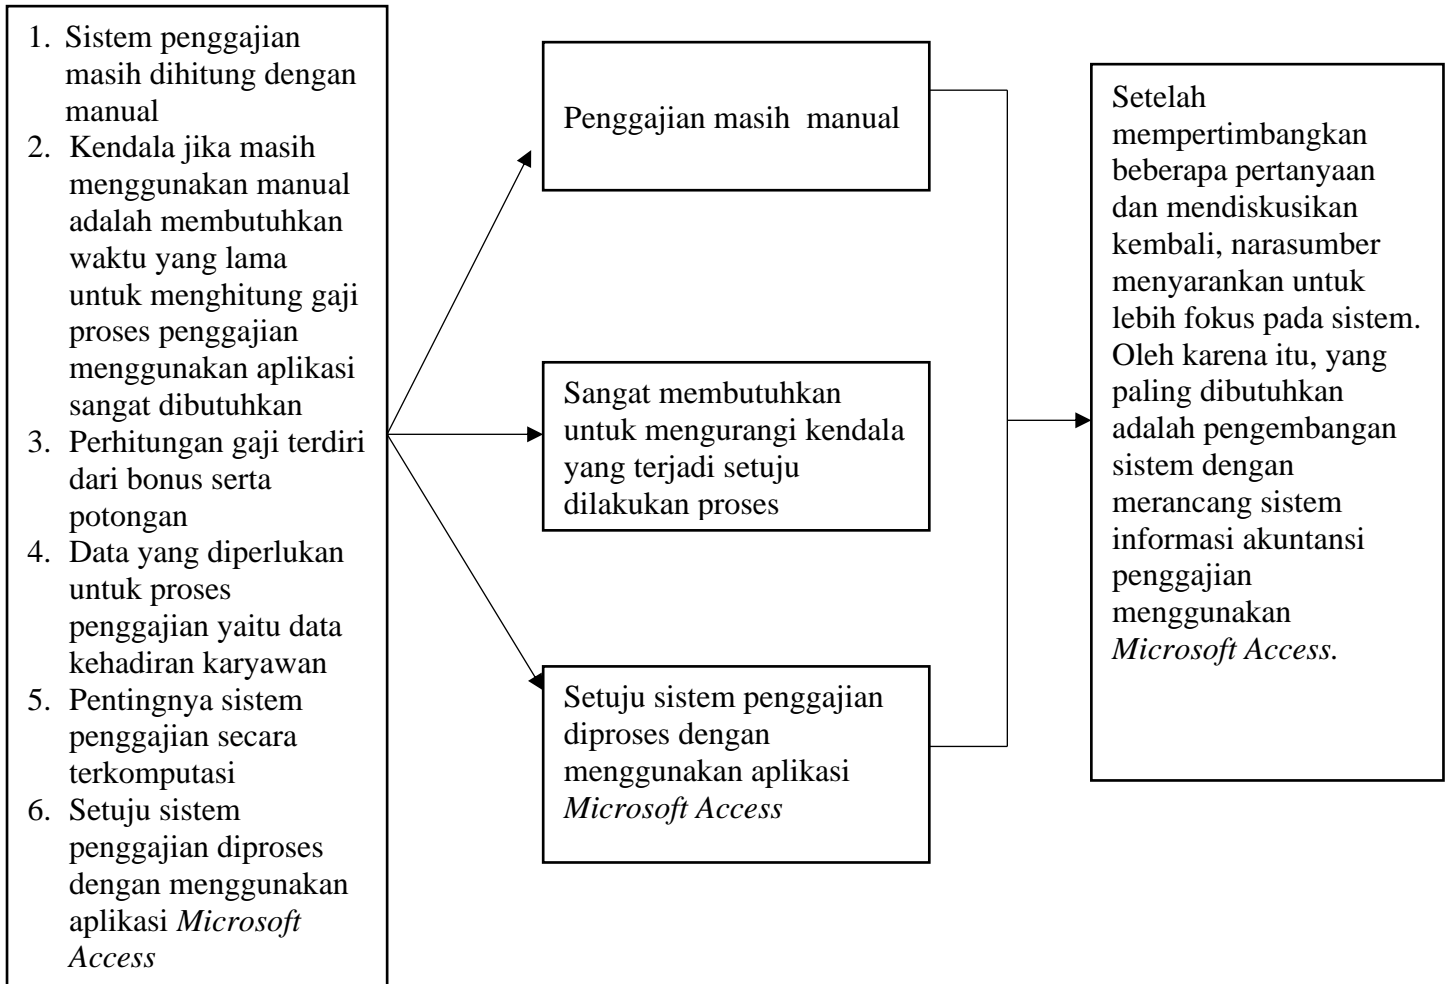 1. Sistem penggajian
masih dihitung dengan
manual
2. Kendala jika masih
menggunakan manual
adalah membutuhkan
waktu yang lama
untuk menghitung gaji
proses penggajian
menggunakan aplikasi
sangat dibutuhkan
3. Perhitungan gaji terdiri
dari bonus serta
potongan
4. Data yang diperlukan
untuk proses
penggajian yaitu data
kehadiran karyawan
5. Pentingnya sistem
penggajian secara
terkomputasi
6. Setuju sistem
penggajian diproses
dengan menggunakan
aplikasi Microsoft
Access
Penggajian masih manual
Sangat membutuhkan
untuk mengurangi kendala
yang terjadi setuju
dilakukan proses
Setuju sistem penggajian
diproses dengan
menggunakan aplikasi
Microsoft Access
Setelah
mempertimbangkan
beberapa pertanyaan
dan mendiskusikan
kembali, narasumber
menyarankan untuk
lebih fokus pada sistem.
Oleh karena itu, yang
paling dibutuhkan
adalah pengembangan
sistem dengan
merancang sistem
informasi akuntansi
penggajian
menggunakan
Microsoft Access.